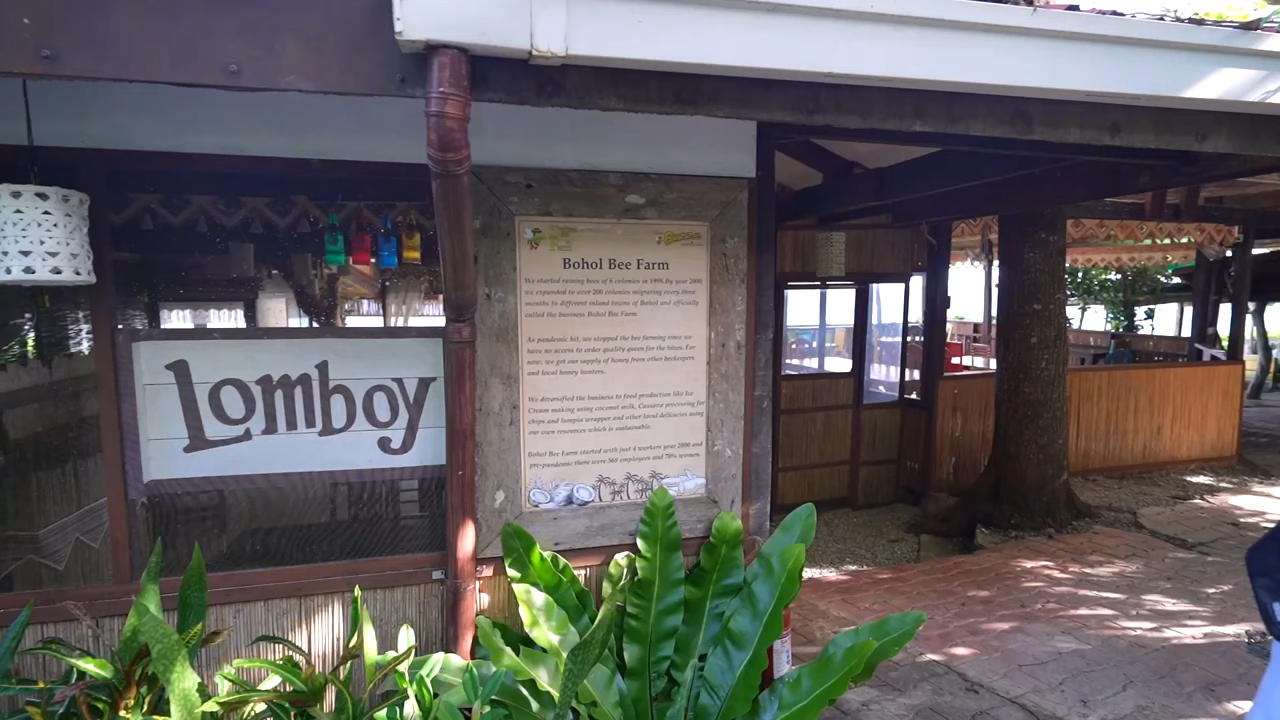 Lomboy
Bohol Bee Farm
We started raising bees of 6 colonies in 1998. By year 2000,
we expanded to over 200 colonies migrating every three
months to different inland towns of Bohol and officially
called the business Bohol Bee Farm.
As pandemic hit, we stopped the bee farming since we
have no access to order quality queen for the hives. For
now, we get our supply of honey from other beekeepers
and local honey hunters.
We diversified the business to food production like Ice
Cream making using coconut milk, Cassava processing for
chips and lumpia wrapper and other local delicacies using
our own resources which is sustainable.
Bohol Bee Farm started with just 4 workers year 2000 and
pre-pandemic there were 569 employees and 70% women.